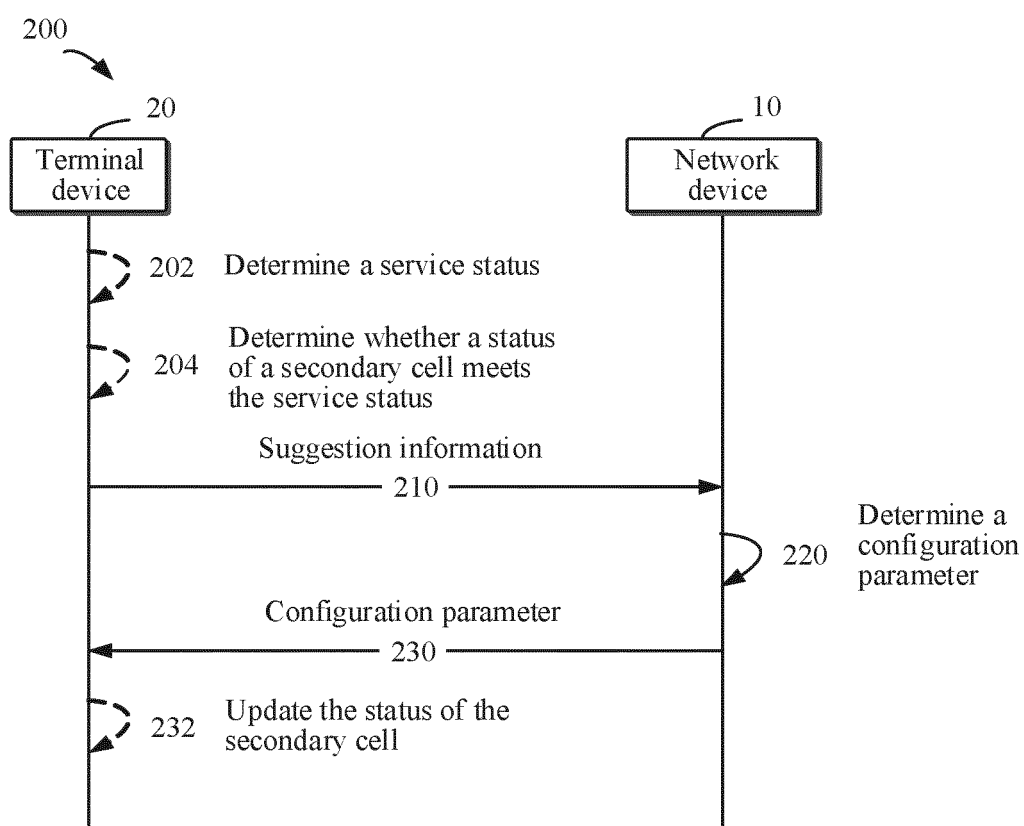 200
20
10
Terminal
device
Network
device
202
Determine a service status
204
Determine whether a status
of a secondary cell meets
the service status
Suggestion information
210
220
Determine a
configuration
parameter
Configuration parameter
230
232
Update the status of the
secondary cell